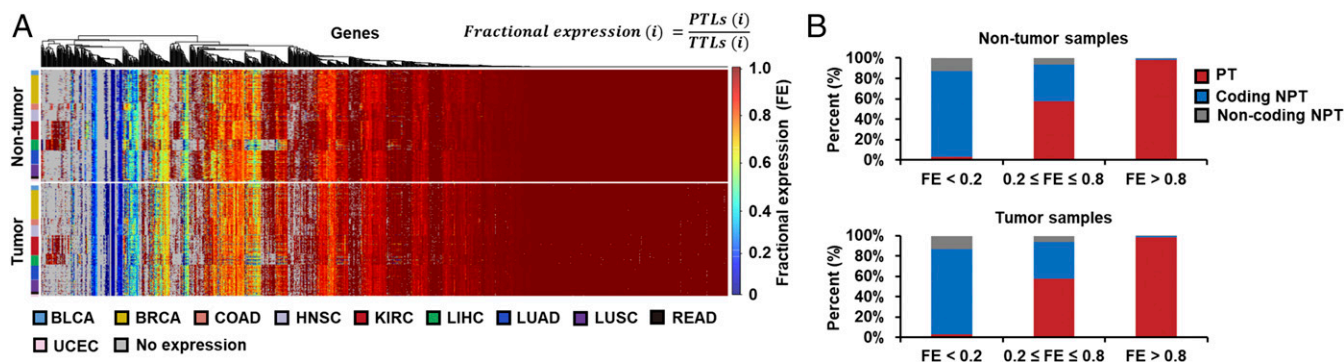 A
Genes
Fractional expression (i) = PTLs (i) / TTLs (i)
Non-tumor
Tumor
1.0
0.8
0.6
0.4
0.2
0
Fractional expression (FE)
BLCA BRCA COAD HNSC KIRC LIHC LUAD LUSC READ
UCEC No expression
B
Non-tumor samples
Percent (%)
100%
80%
60%
40%
20%
0%
FE < 0.2 0.2 ≤ FE ≤ 0.8 FE > 0.8
PT
Coding NPT
Non-coding NPT
Tumor samples
Percent (%)
100%
80%
60%
40%
20%
0%
FE < 0.2 0.2 ≤ FE ≤ 0.8 FE > 0.8